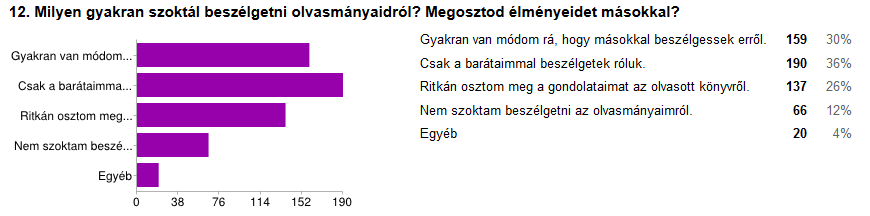 12. Milyen gyakran szoktál beszélgetni olvasmányaidról? Megosztod élményeidet másokkal?
Gyakran van módom...
Csak a barátaimma...
Ritkán osztom meg...
Nem szoktam beszé...
Egyéb
0 38 76 114 152 190
Gyakran van módom rá, hogy másokkal beszélgessek erről. 159 30%
Csak a barátaimmal beszélgetek róluk. 190 36%
Ritkán osztom meg a gondolataimat az olvasott könyvről. 137 26%
Nem szoktam beszélgetni az olvasmányaimról. 66 12%
Egyéb 20 4%